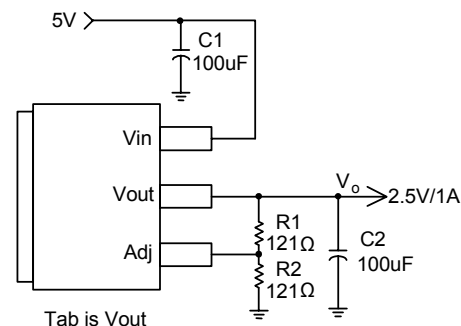 5V
C1
100uF
Vin
Vout
Adj
Vo
2.5V/1A
R1
121Ω
R2
121Ω
C2
100uF
Tab is Vout